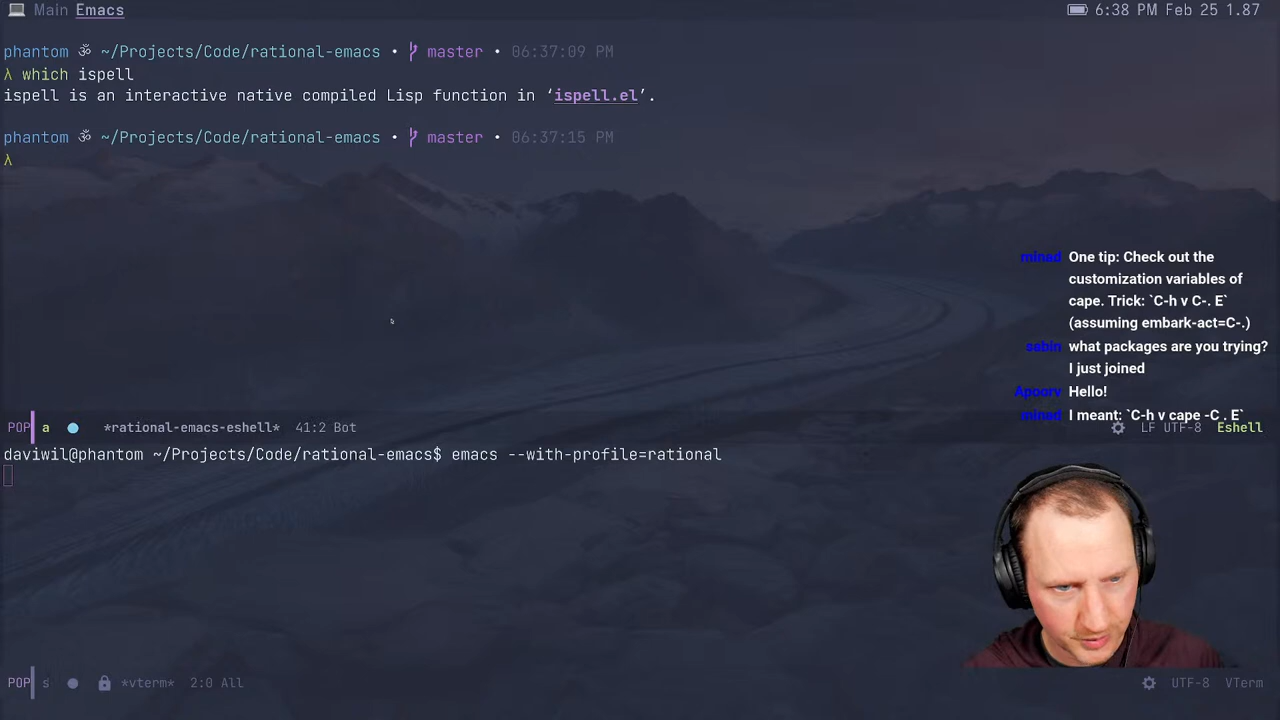 Main Emacs
6:38 PM Feb 25 1.87
phantom ॐ ~/Projects/Code/rational-emacs • master • 06:37:09 PM
λ which ispell
ispell is an interactive native compiled Lisp function in ‘ispell.el’.
phantom ॐ ~/Projects/Code/rational-emacs • master • 06:37:15 PM
λ
minad One tip: Check out the
customization variables of
cape. Trick: `C-h v C-. E`
(assuming embark-act=C-.)
sabin what packages are you trying?
I just joined
Apoorv Hello!
minad I meant: `C-h v cape -C . E`
POP a *rational-emacs-eshell* 41:2 Bot LF UTF-8 Eshell
daviwil@phantom ~/Projects/Code/rational-emacs$ emacs --with-profile=rational
POP s *vterm* 2:0 All UTF-8 VTerm